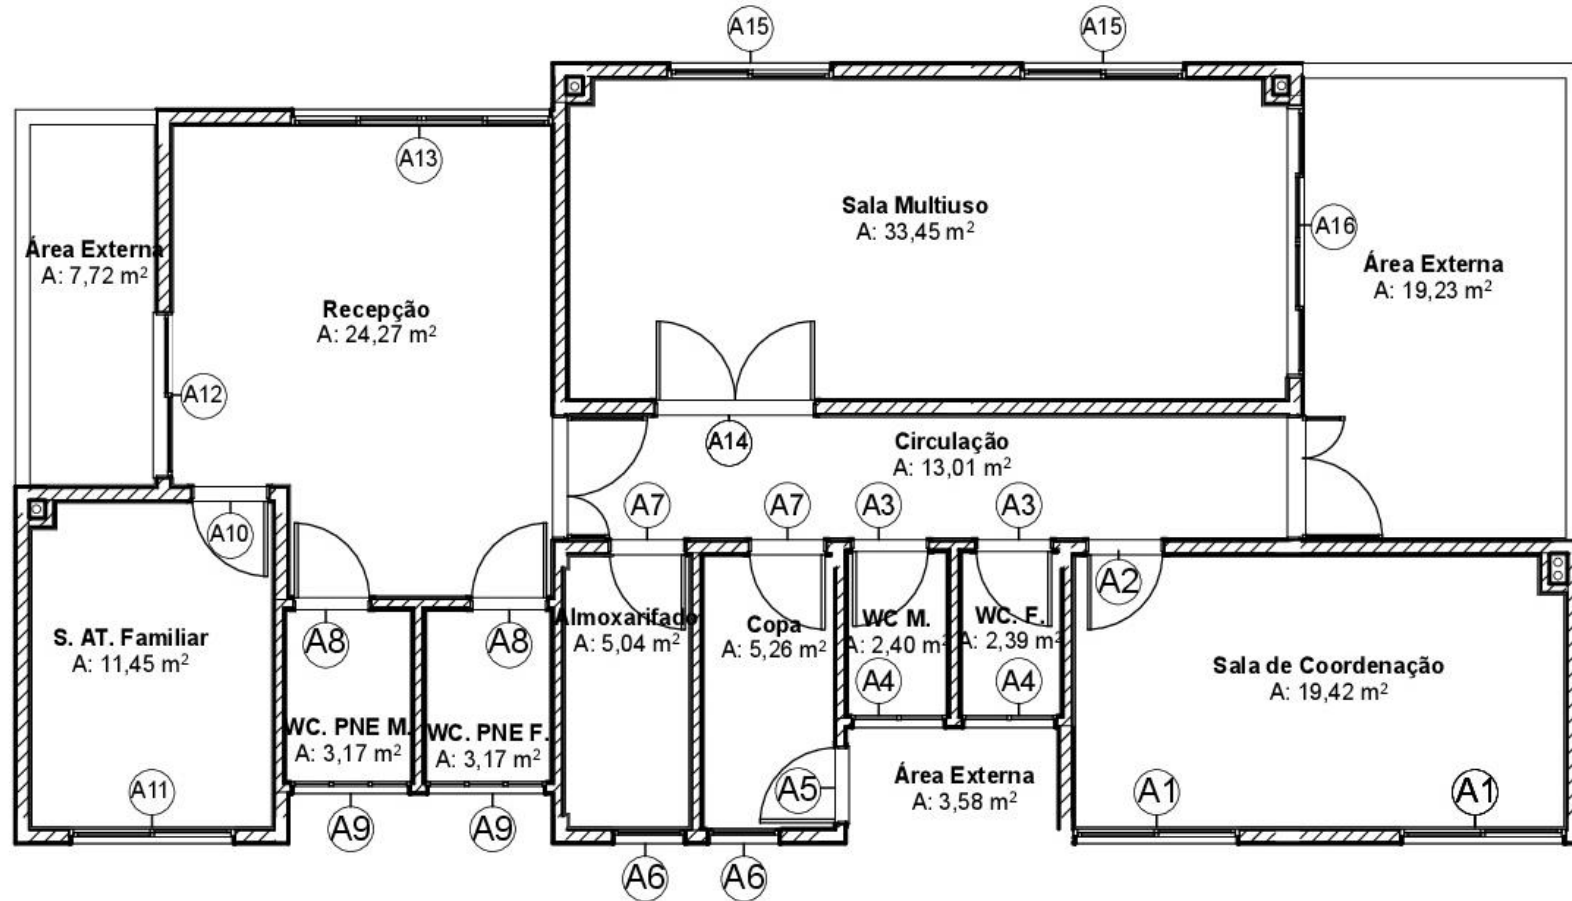 A15
A15
A13
Sala Multiuso
A: 33,45 m²
A16
Área Externa
A: 7,72 m²
Área Externa
A: 19,23 m²
Recepção
A: 24,27 m²
A12
A14
Circulação
A: 13,01 m²
A7
A7
A3
A3
A10
A2
S. AT. Familiar
A: 11,45 m²
A8
A8
Almoxarifado
A: 5,04 m²
Copa
A: 5,26 m²
WC M.
A: 2,40 m²
WC. F.
A: 2,39 m²
A4
A4
Sala de Coordenação
A: 19,42 m²
WC. PNE M.
A: 3,17 m²
WC. PNE F.
A: 3,17 m²
A11
A5
Área Externa
A: 3,58 m²
A1
A1
A9
A9
A6
A6